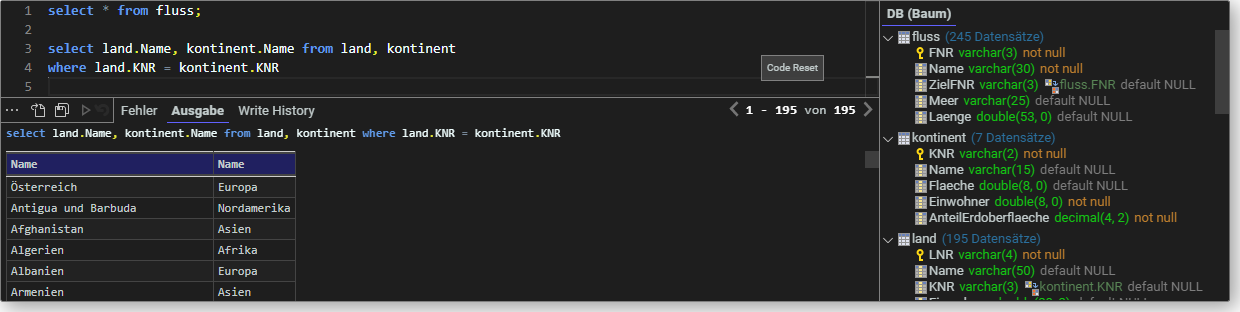 1 select * from fluss;
2
3 select land.Name, kontinent.Name from land, kontinent
4 where land.KNR = kontinent.KNR
5
Code Reset
Fehler Ausgabe Write History 1 - 195 von 195
select land.Name, kontinent.Name from land, kontinent where land.KNR = kontinent.KNR
Name Name
Österreich Europa
Antigua und Barbuda Nordamerika
Afghanistan Asien
Algerien Afrika
Albanien Europa
Armenien Asien
DB (Baum)
fluss (245 Datensätze)
FNR varchar(3) not null
Name varchar(30) not null
ZielFNR varchar(3) fluss.FNR default NULL
Meer varchar(25) default NULL
Laenge double(53, 0) default NULL
kontinent (7 Datensätze)
KNR varchar(2) not null
Name varchar(15) default NULL
Flaeche double(8, 0) default NULL
Einwohner double(8, 0) not null
AnteilErdoberflaeche decimal(4, 2) not null
land (195 Datensätze)
LNR varchar(4) not null
Name varchar(50) default NULL
KNR varchar(3) kontinent.KNR default NULL